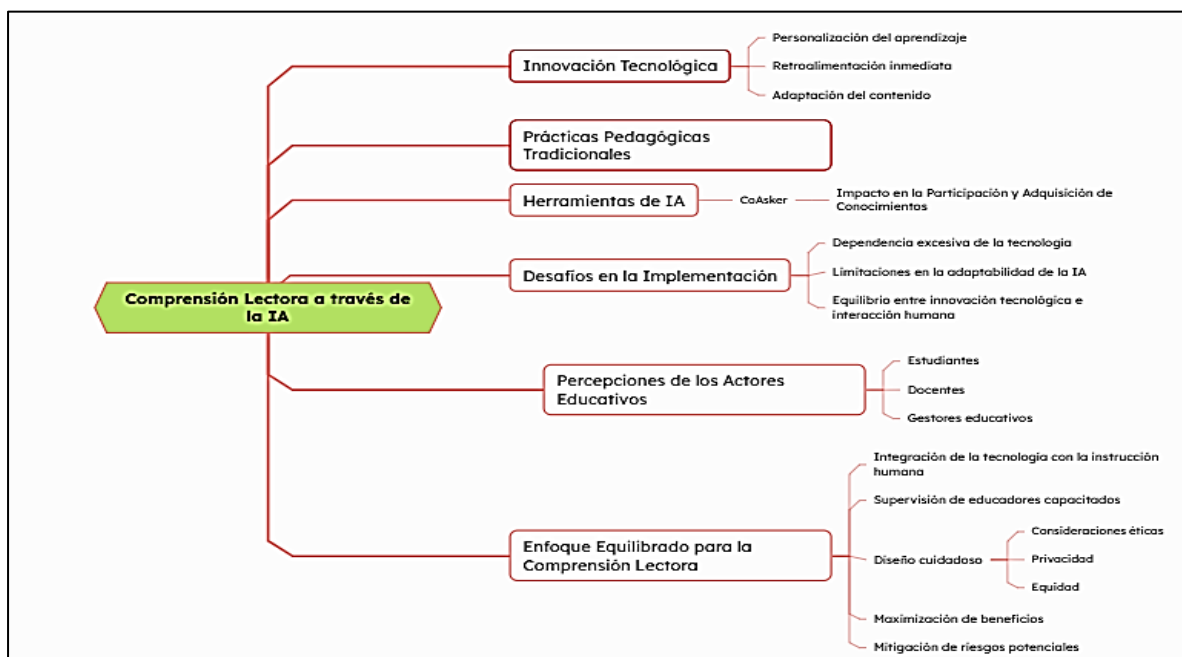 Comprensión Lectora a través de
la IA
Innovación Tecnológica
Personalización del aprendizaje
Retroalimentación inmediata
Adaptación del contenido
Prácticas Pedagógicas
Tradicionales
Herramientas de IA
CoAsker
Impacto en la Participación y Adquisición de
Conocimientos
Desafíos en la Implementación
Dependencia excesiva de la tecnología
Limitaciones en la adaptabilidad de la IA
Equilibrio entre innovación tecnológica e
interacción humana
Percepciones de los Actores
Educativos
Estudiantes
Docentes
Gestores educativos
Enfoque Equilibrado para la
Comprensión Lectora
Integración de la tecnología con la instrucción
humana
Supervisión de educadores capacitados
Diseño cuidadoso
Consideraciones éticas
Privacidad
Equidad
Maximización de beneficios
Mitigación de riesgos potenciales